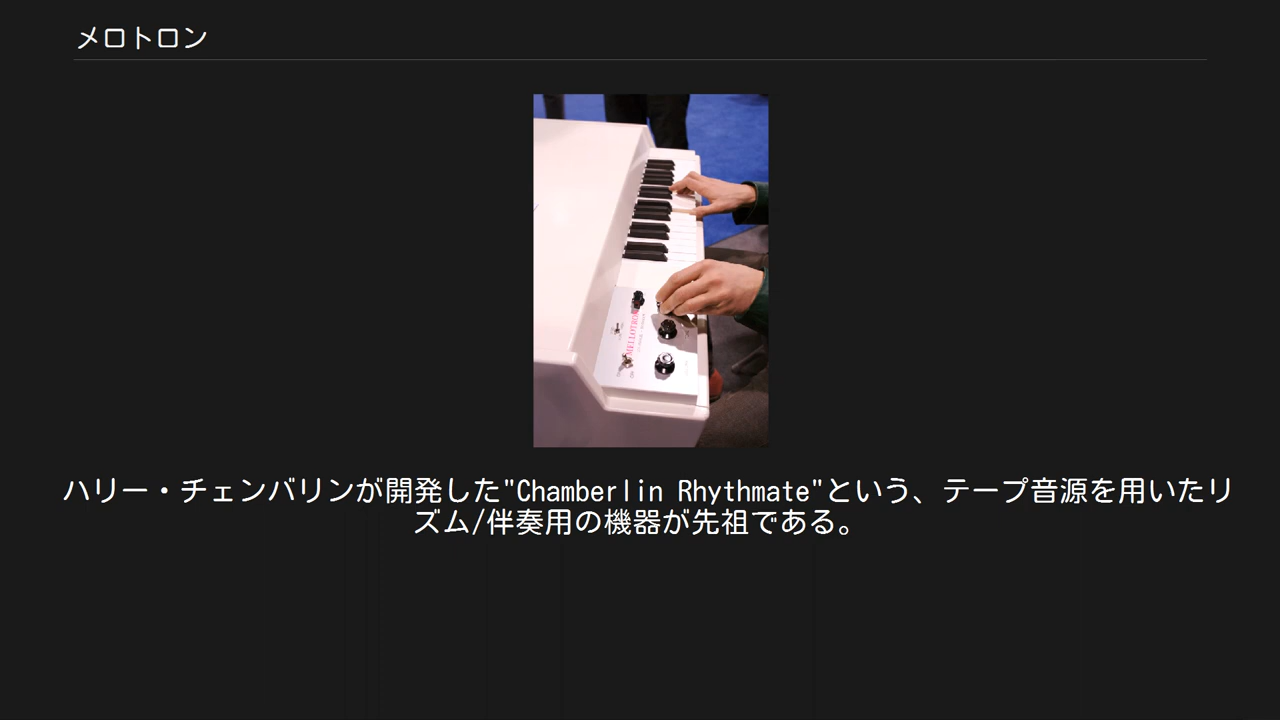 メロトロン
MELLOTRON
ハリー・チェンバリンが開発した"Chamberlin Rhythmate"という、テープ音源を用いたリ
ズム/伴奏用の機器が先祖である。